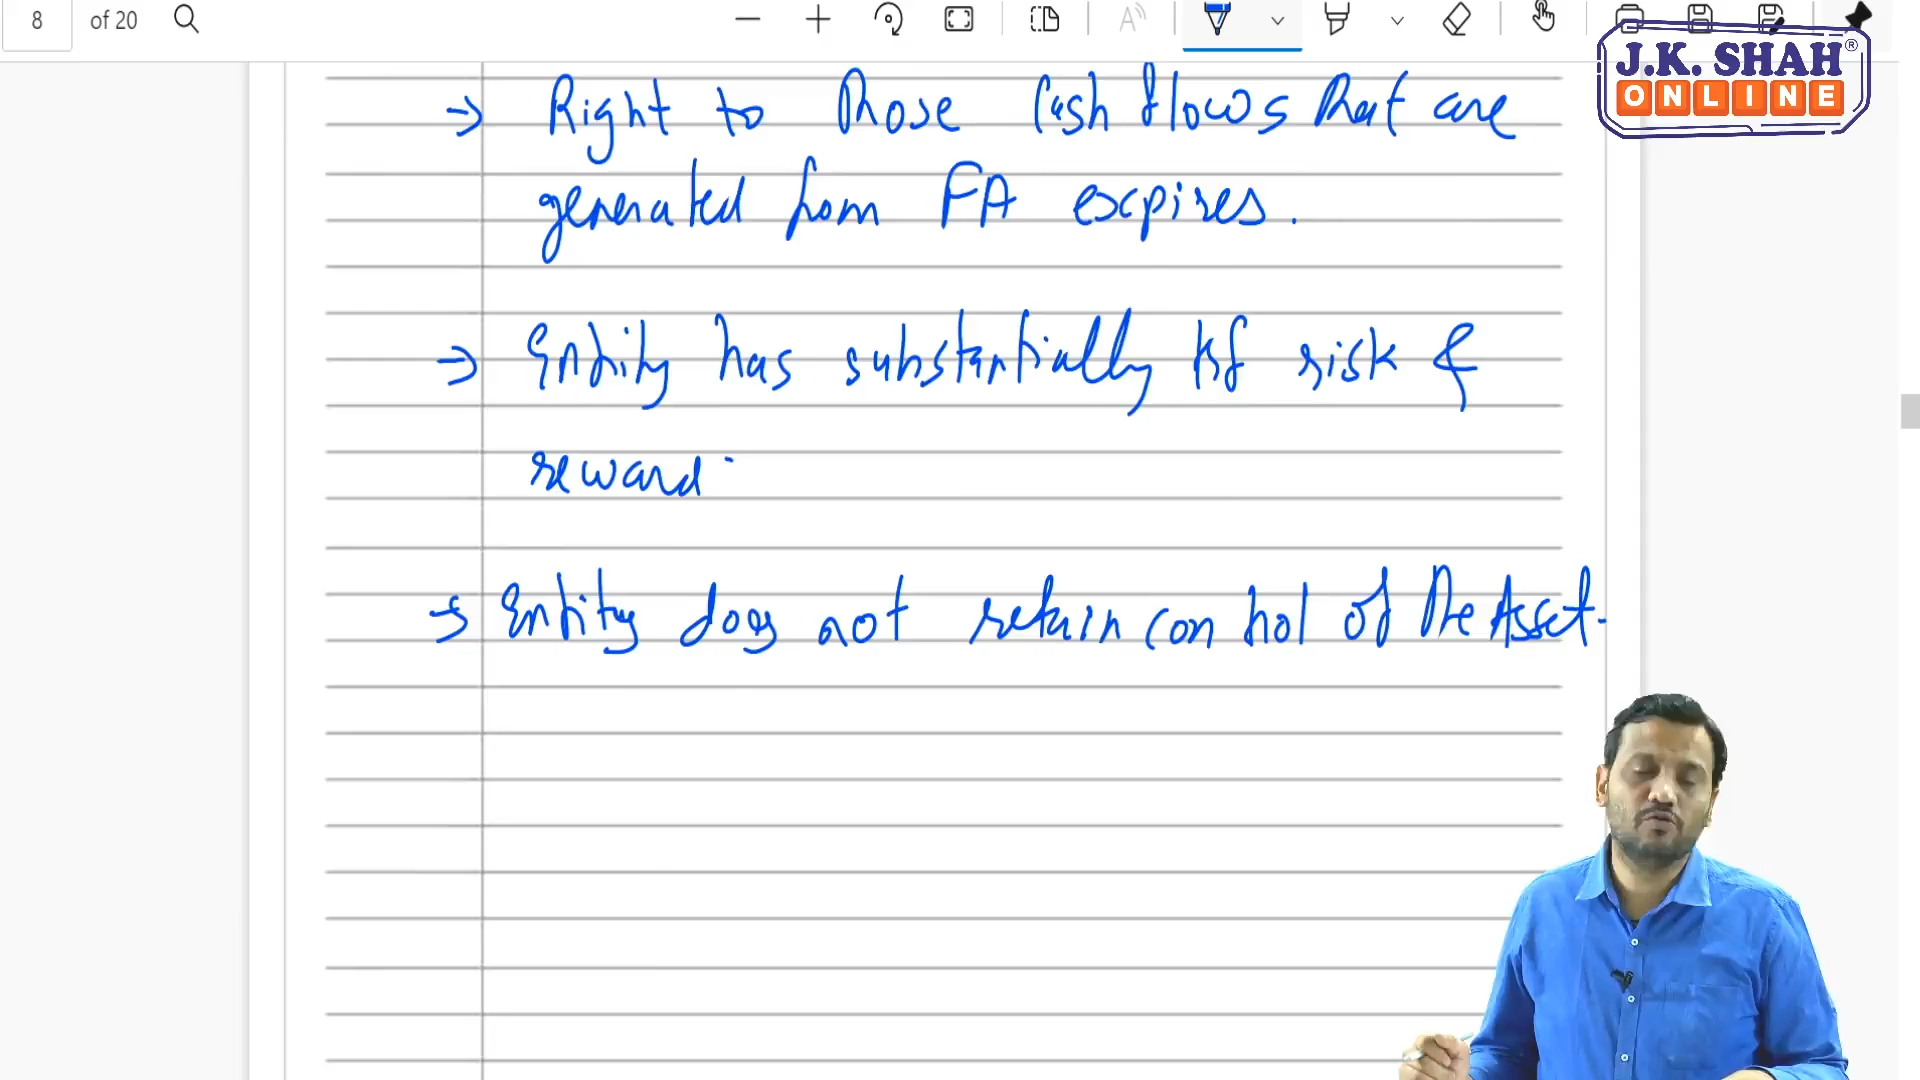 8 of 20
J.K. SHAH®
ONLINE
→ Right to those Cash flows that are
generated from FA expires.
→ Entity has substantially trf risk &
reward.
→ Entity does not retain control of the Asset.